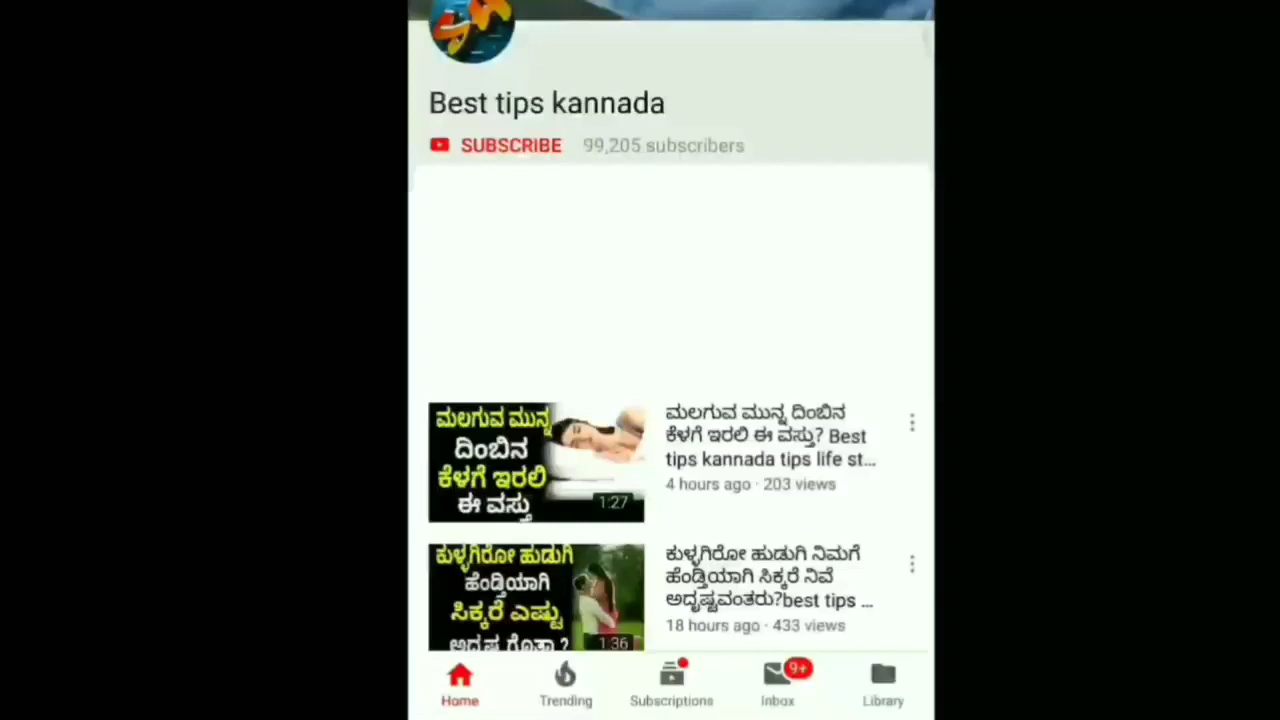 Best tips kannada
SUBSCRIBE 99,205 subscribers
ಮಲಗುವ ಮುನ್ನ
ದಿಂಬಿನ
ಕೆಳಗೆ ಇರಲಿ
ಈ ವಸ್ತು
1:27
ಮಲಗುವ ಮುನ್ನ ದಿಂಬಿನ
ಕೆಳಗೆ ಇರಲಿ ಈ ವಸ್ತು? Best
tips kannada tips life st...
4 hours ago · 203 views
ಕುಳ್ಳಗಿರೋ ಹುಡುಗಿ
ಹೆಂಡ್ತಿಯಾಗಿ
ಸಿಕ್ಕರೆ ಎಷ್ಟು
ಅದೃಷ್ಟ ಗೊತ್ತಾ?
1:36
ಕುಳ್ಳಗಿರೋ ಹುಡುಗಿ ನಿಮಗೆ
ಹೆಂಡ್ತಿಯಾಗಿ ಸಿಕ್ಕರೆ ನಿವೆ
ಅದೃಷ್ಟವಂತರು?best tips ...
18 hours ago · 433 views
9+
Home Trending Subscriptions Inbox Library